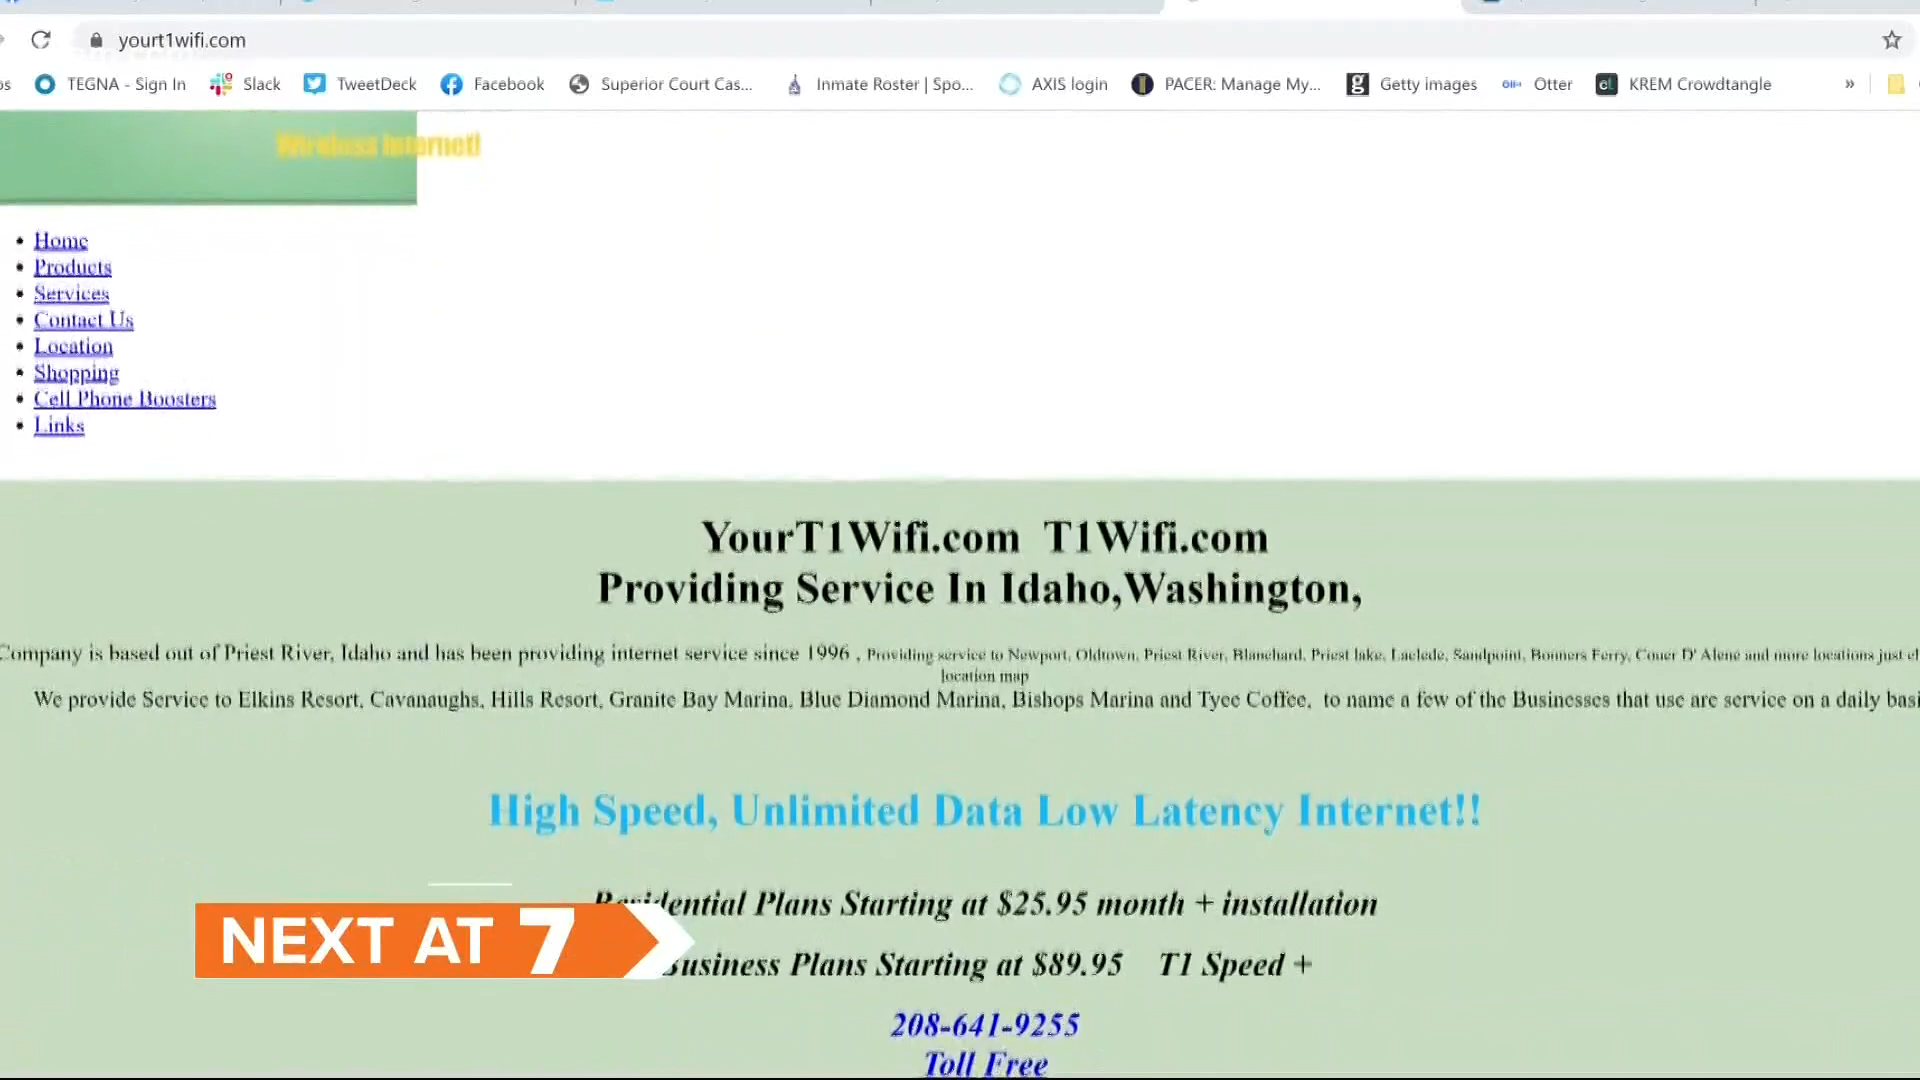 yourt1wifi.com
TEGNA - Sign In
Slack
TweetDeck
Facebook
Superior Court Cas...
Inmate Roster | Spo...
AXIS login
PACER: Manage My...
Getty images
Otter
KREM Crowdtangle
»
Wireless Internet!
Home
Products
Services
Contact Us
Location
Shopping
Cell Phone Boosters
Links
YourT1Wifi.com T1Wifi.com
Providing Service In Idaho,Washington,
Company is based out of Priest River, Idaho and has been providing internet service since 1996 , Providing service to Newport, Oldtown, Priest River, Blanchard, Priest lake, Laclede, Sandpoint, Bonners Ferry, Couer D' Alene and more locations just
location map
We provide Service to Elkins Resort, Cavanaughs, Hills Resort, Granite Bay Marina, Blue Diamond Marina, Bishops Marina and Tyee Coffee, to name a few of the Businesses that use are service on a daily
High Speed, Unlimited Data Low Latency Internet!!
Residential Plans Starting at $25.95 month + installation
NEXT AT 7
Business Plans Starting at $89.95 T1 Speed +
208-641-9255
Toll Free